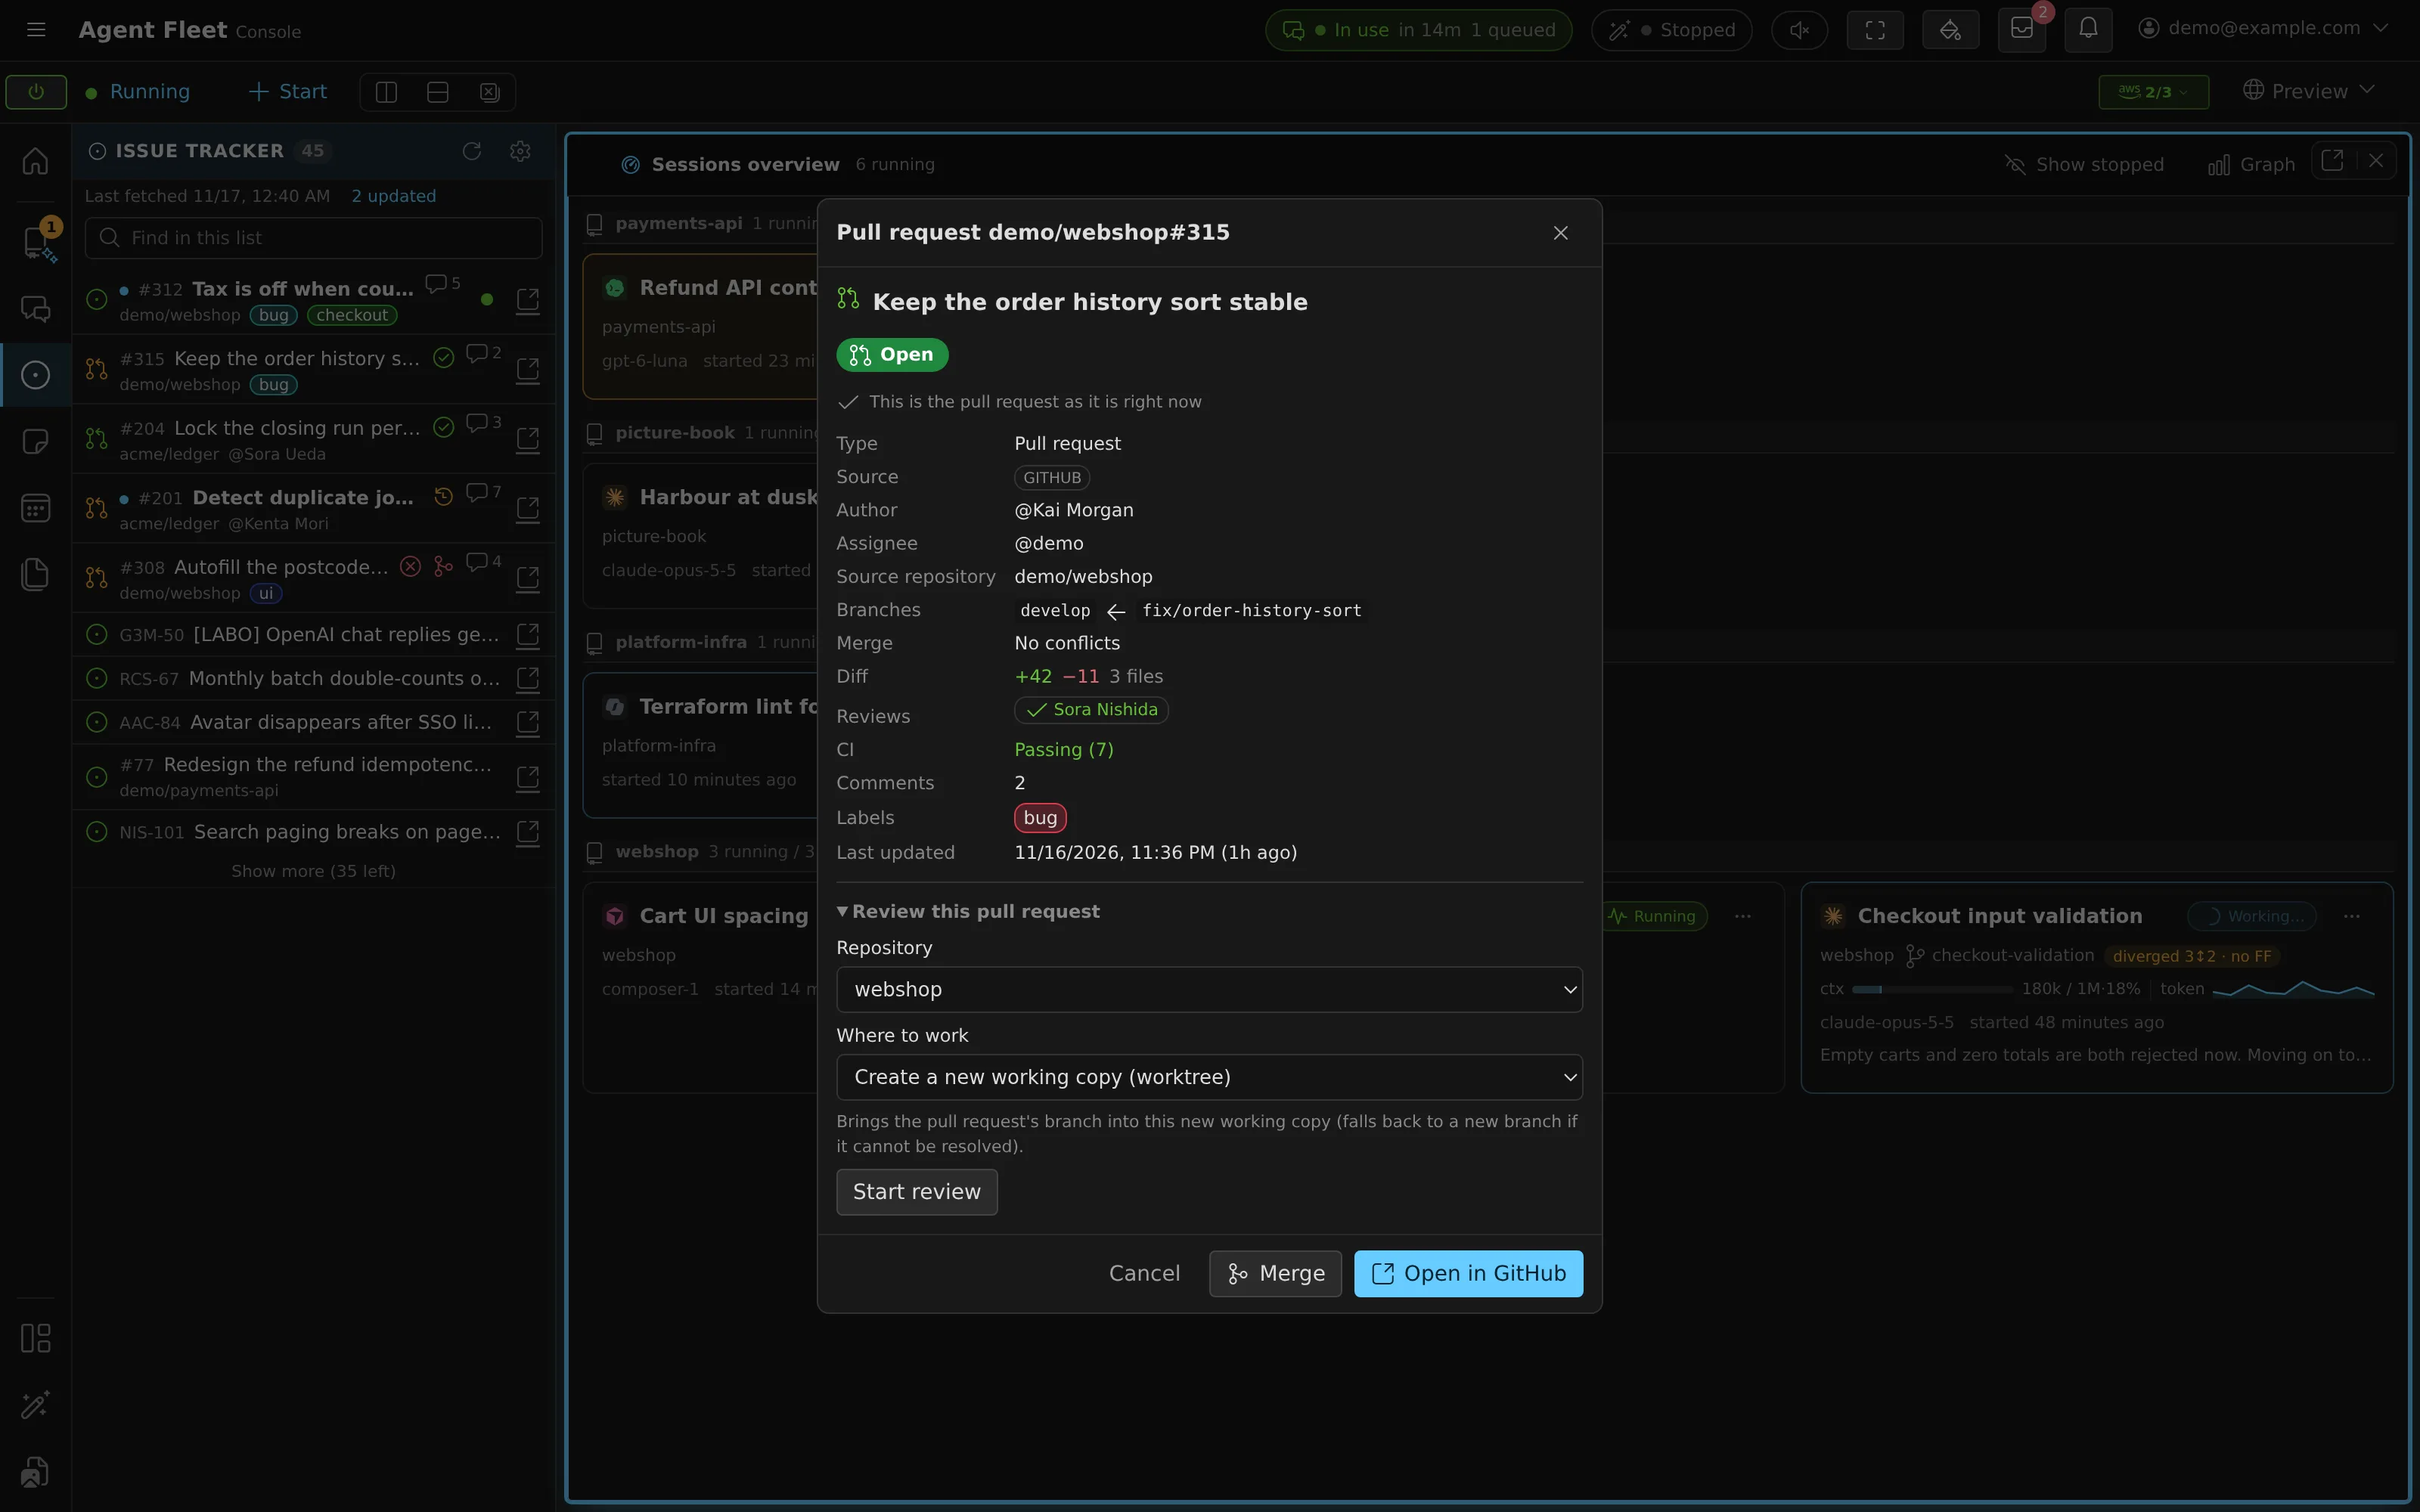 Agent Fleet Console
In use in 14m 1 queued
Stopped
2
demo@example.com
Running
Start
aws 2/3
Preview
ISSUE TRACKER 45
Last fetched 11/17, 12:40 AM 2 updated
Find in this list
1
#312 Tax is off when cou... 5
demo/webshop bug checkout
#315 Keep the order history s... 2
demo/webshop bug
#204 Lock the closing run per... 3
acme/ledger @Sora Ueda
#201 Detect duplicate jo... 7
acme/ledger @Kenta Mori
#308 Autofill the postcode... 4
demo/webshop ui
G3M-50 [LABO] OpenAI chat replies ge...
RCS-67 Monthly batch double-counts o...
AAC-84 Avatar disappears after SSO li...
#77 Redesign the refund idempotenc...
demo/payments-api
NIS-101 Search paging breaks on page...
Show more (35 left)
Sessions overview 6 running
Show stopped
Graph
payments-api 1 runnin
Refund API cont
payments-api
gpt-6-luna started 23 mi
picture-book 1 running
Harbour at dusk
picture-book
claude-opus-5-5 started
platform-infra 1 runni
Terraform lint fo
platform-infra
started 10 minutes ago
webshop 3 running / 3
Cart UI spacing
webshop
composer-1 started 14 m
Running
Checkout input validation Working...
webshop checkout-validation diverged 3↕2 · no FF
ctx 180k / 1M·18% token
claude-opus-5-5 started 48 minutes ago
Empty carts and zero totals are both rejected now. Moving on to...
Pull request demo/webshop#315
Keep the order history sort stable
Open
This is the pull request as it is right now
Type Pull request
Source GITHUB
Author @Kai Morgan
Assignee @demo
Source repository demo/webshop
Branches develop ← fix/order-history-sort
Merge No conflicts
Diff +42 −11 3 files
Reviews Sora Nishida
CI Passing (7)
Comments 2
Labels bug
Last updated 11/16/2026, 11:36 PM (1h ago)
Review this pull request
Repository
webshop
Where to work
Create a new working copy (worktree)
Brings the pull request's branch into this new working copy (falls back to a new branch if
it cannot be resolved).
Start review
Cancel
Merge
Open in GitHub